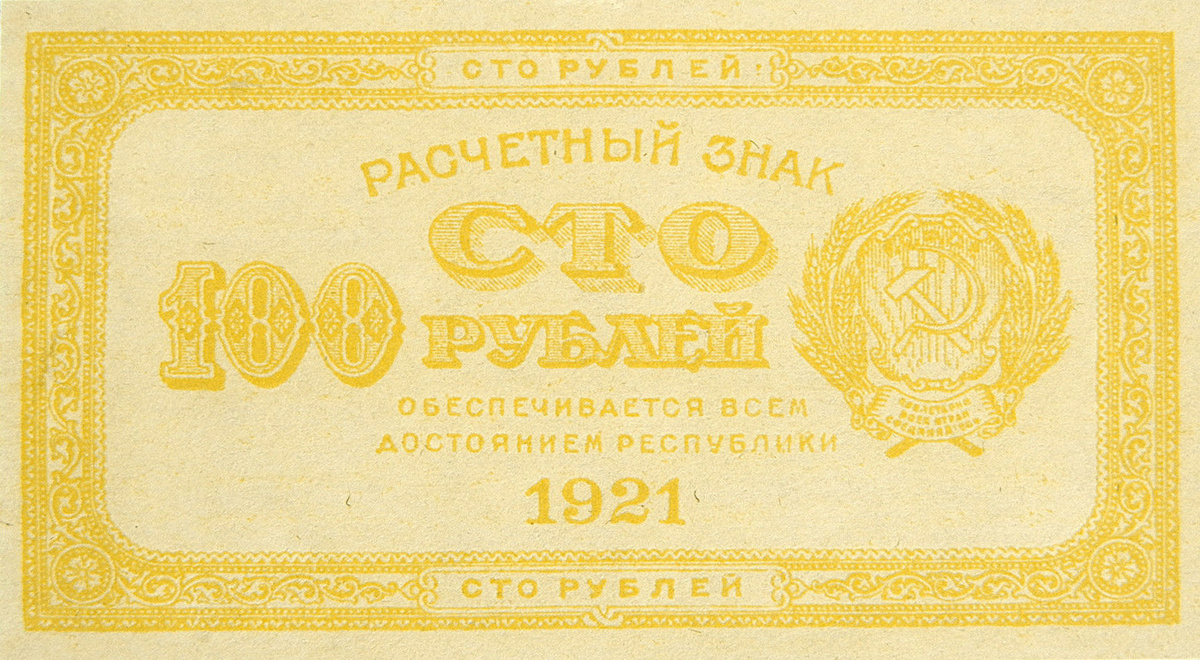 СТО РУБЛЕЙ
РАСЧЕТНЫЙ ЗНАК
СТО
100
РУБЛЕЙ
ОБЕСПЕЧИВАЕТСЯ ВСЕМ
ДОСТОЯНИЕМ РЕСПУБЛИКИ
1921
СТО РУБЛЕЙ